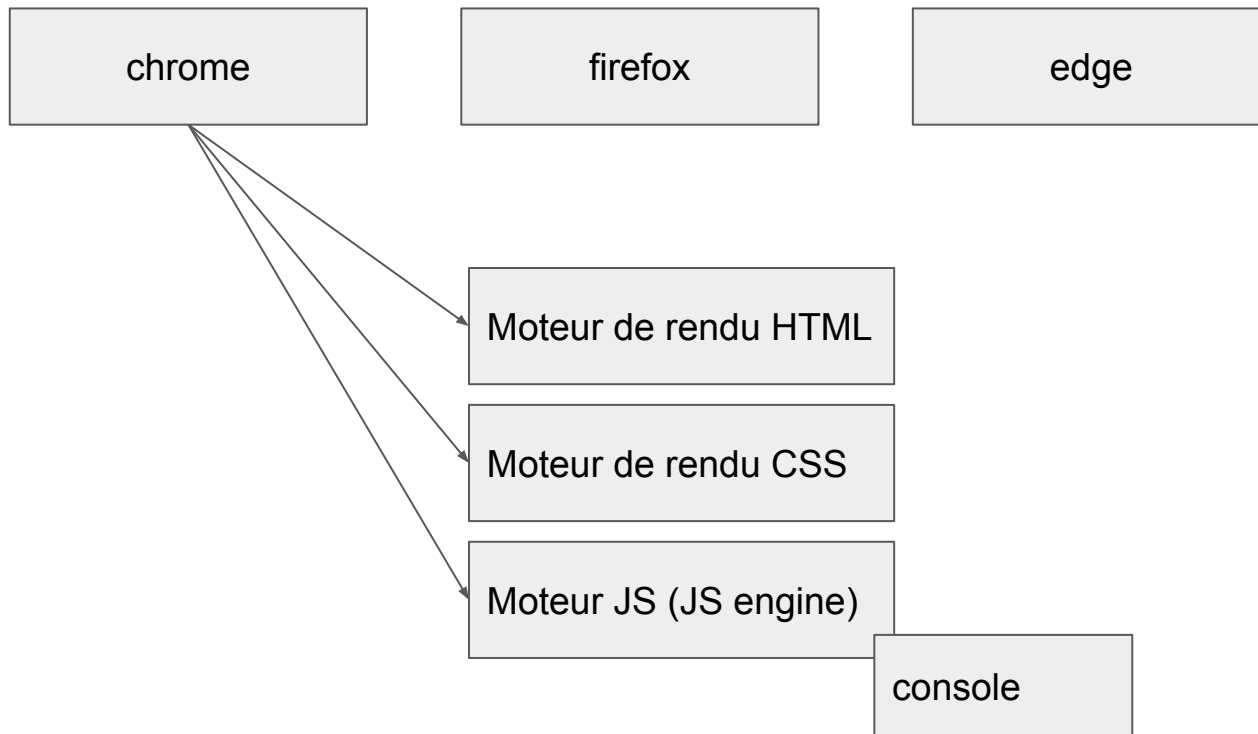 chrome
firefox
edge
Moteur de rendu HTML
Moteur de rendu CSS
Moteur JS (JS engine)
console